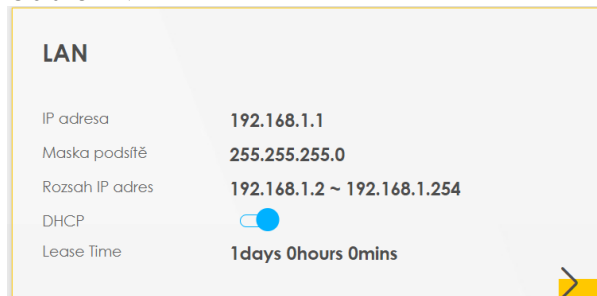 LAN
IP adresa 192.168.1.1
Maska podsítě 255.255.255.0
Rozsah IP adres 192.168.1.2 ~ 192.168.1.254
DHCP
Lease Time 1days 0hours 0mins